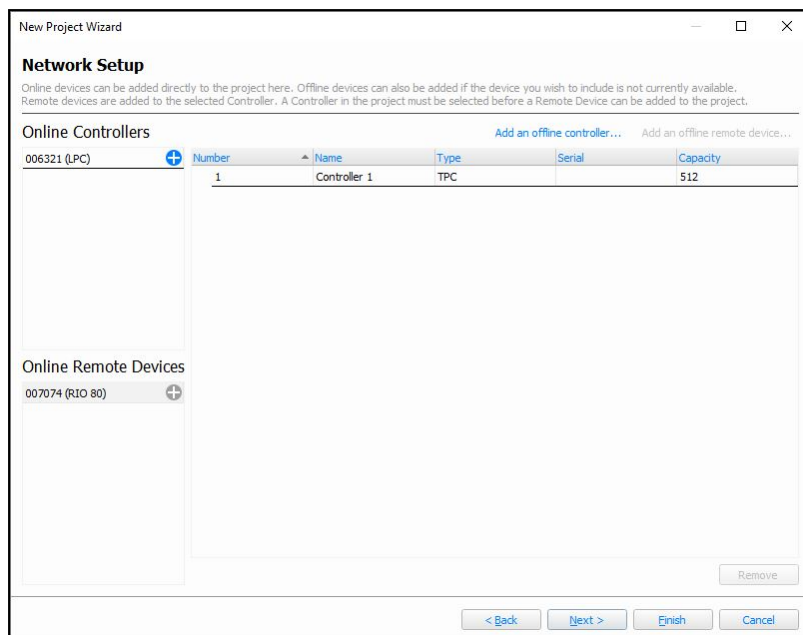 New Project Wizard
Network Setup
Online devices can be added directly to the project here. Offline devices can also be added if the device you wish to include is not currently available.
Remote devices are added to the selected Controller. A Controller in the project must be selected before a Remote Device can be added to the project.
Online Controllers
Add an offline controller... Add an offline remote device...
006321 (LPC) Number Name Type Serial Capacity
1 Controller 1 TPC 512
Online Remote Devices
007074 (RIO 80)
Remove
< Back Next > Finish Cancel